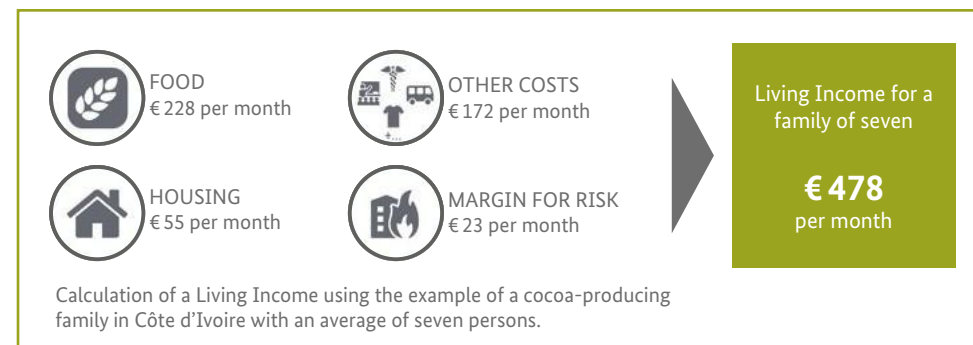 FOOD
€ 228 per month
OTHER COSTS
€ 172 per month
+...
HOUSING
€ 55 per month
MARGIN FOR RISK
€ 23 per month
Living Income for a
family of seven
€ 478
per month
Calculation of a Living Income using the example of a cocoa-producing
family in Côte d’Ivoire with an average of seven persons.